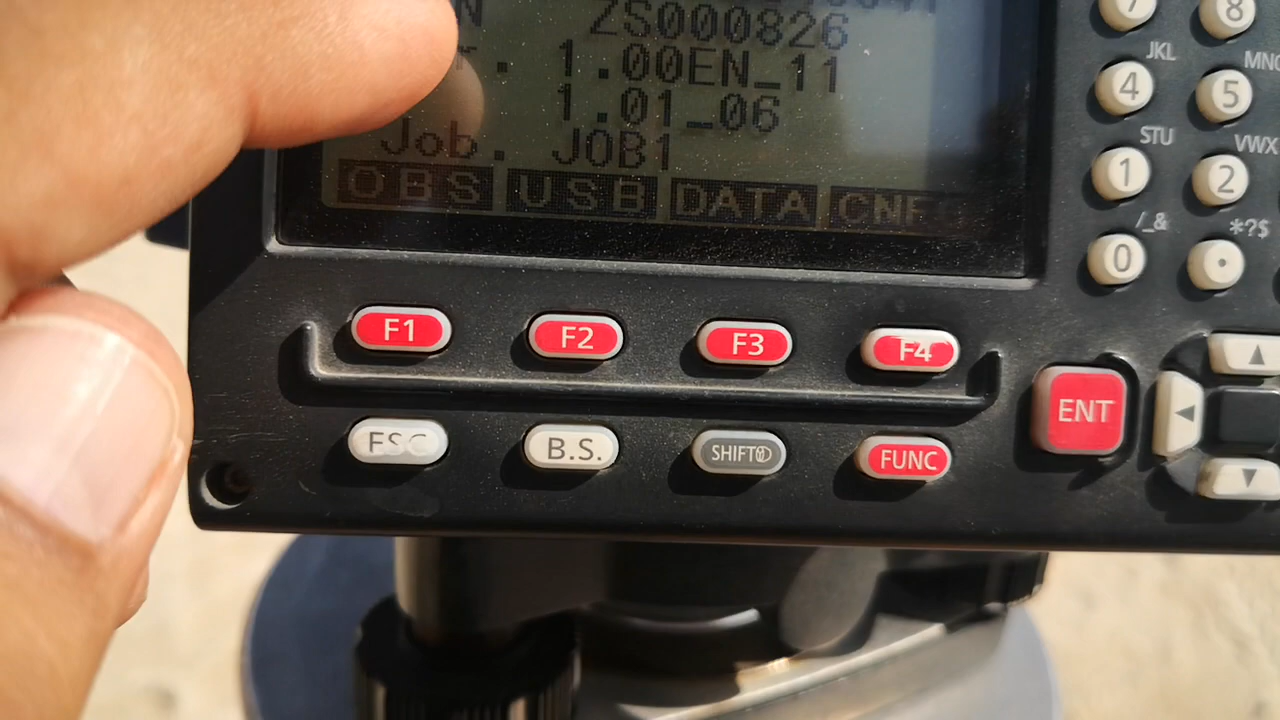 N ZS000826
r. 1.00EN_11
1.01_06
Job. JOB1
OBS USB DATA CNFG
7 8
JKL MNO
4 5
STU VWX
1 2
/_& *?$
0 .
F1 F2 F3 F4
ESC B.S. SHIFT FUNC
ENT